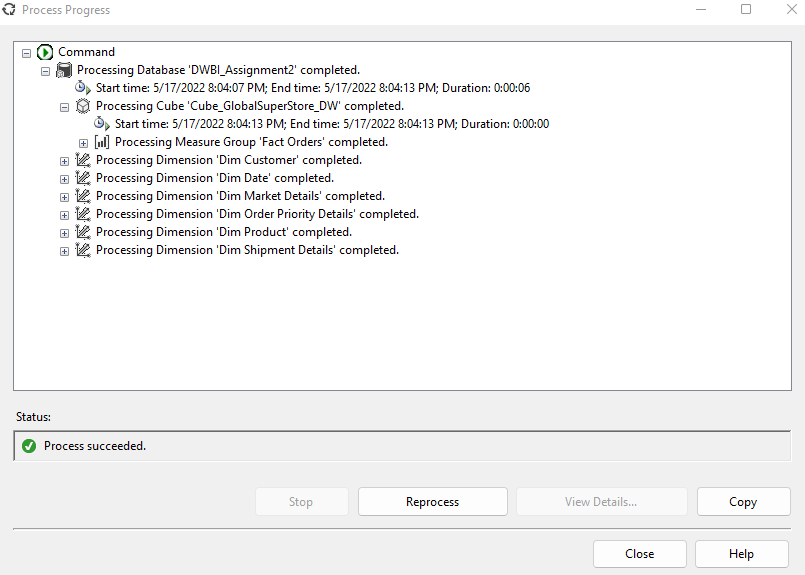 Process Progress
Command
Processing Database 'DWBI_Assignment2' completed.
Start time: 5/17/2022 8:04:07 PM; End time: 5/17/2022 8:04:13 PM; Duration: 0:00:06
Processing Cube 'Cube_GlobalSuperStore_DW' completed.
Start time: 5/17/2022 8:04:13 PM; End time: 5/17/2022 8:04:13 PM; Duration: 0:00:00
Processing Measure Group 'Fact Orders' completed.
Processing Dimension 'Dim Customer' completed.
Processing Dimension 'Dim Date' completed.
Processing Dimension 'Dim Market Details' completed.
Processing Dimension 'Dim Order Priority Details' completed.
Processing Dimension 'Dim Product' completed.
Processing Dimension 'Dim Shipment Details' completed.
Status:
Process succeeded.
Stop Reprocess View Details... Copy
Close Help